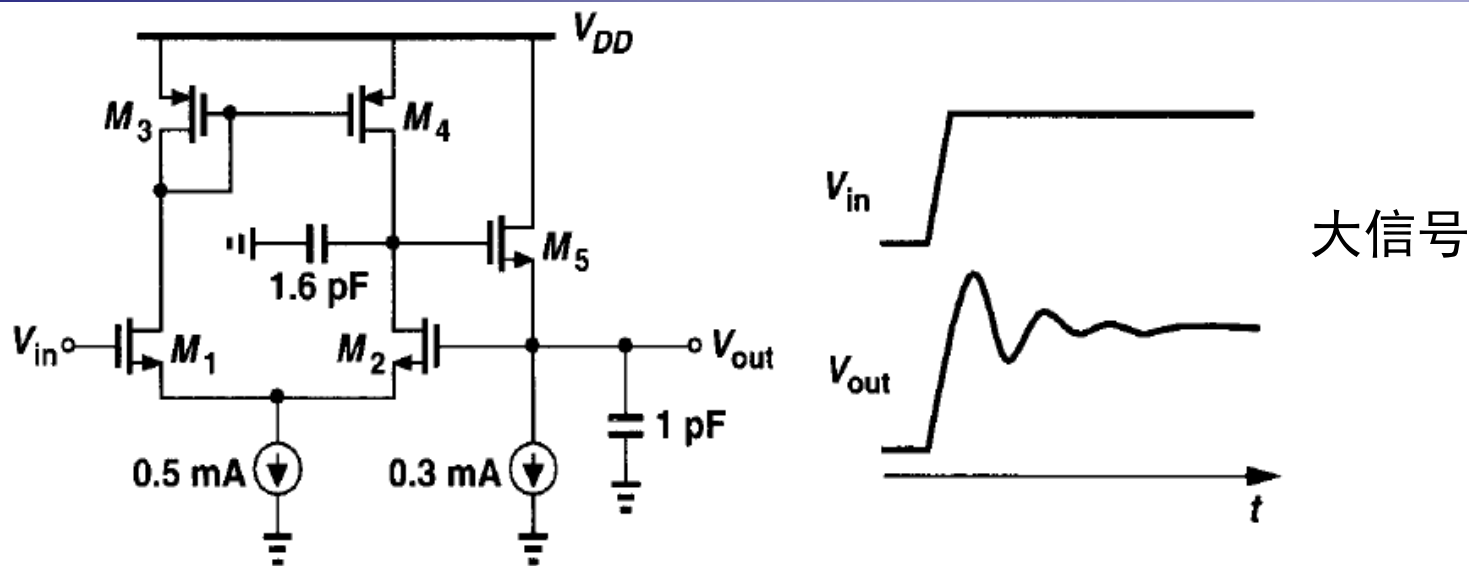 V_DD
M_3
M_4
1.6 pF
M_5
V_in
M_1
M_2
V_out
1 pF
0.5 mA
0.3 mA
V_in
V_out
t
大信号